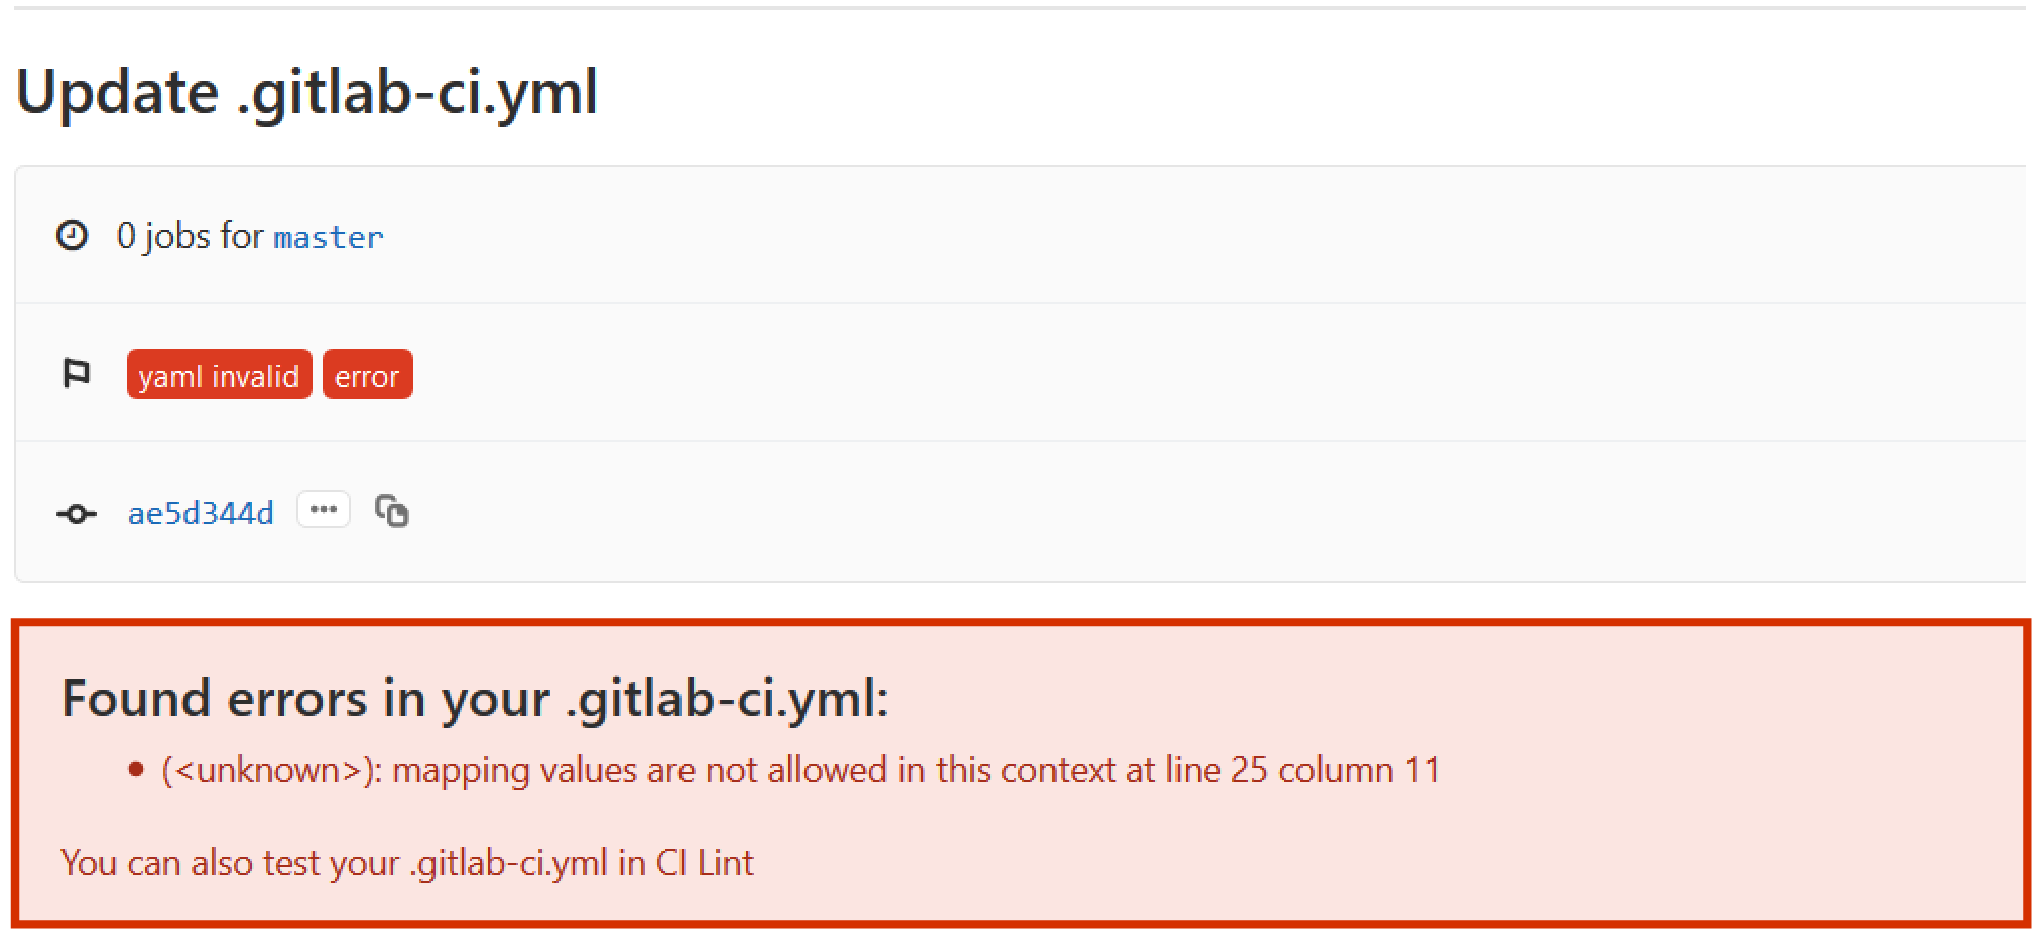 Update .gitlab-ci.yml
0 jobs for master
yaml invalid error
ae5d344d ...
Found errors in your .gitlab-ci.yml:
• (<unknown>): mapping values are not allowed in this context at line 25 column 11
You can also test your .gitlab-ci.yml in CI Lint